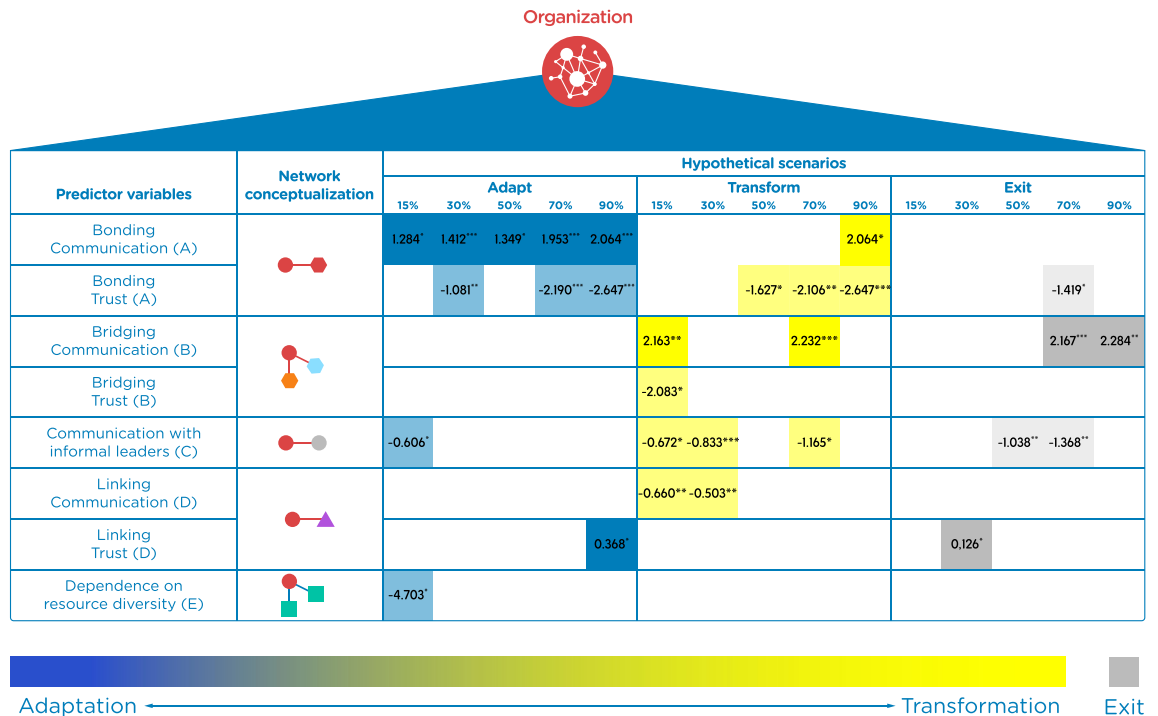 Organization
Hypothetical scenarios
Predictor variables
Network
conceptualization
Adapt
Transform
Exit
15% 30% 50% 70% 90%
15% 30% 50% 70% 90%
15% 30% 50% 70% 90%
Bonding
Communication (A)
1.284* 1.412*** 1.349* 1.953*** 2.064***
2.064*
Bonding
Trust (A)
-1.081** -2.190*** -2.647***
-1.627* -2.106** -2.647***
-1.419*
Bridging
Communication (B)
2.163** 2.232***
2.167*** 2.284**
Bridging
Trust (B)
-2.083*
Communication with
informal leaders (C)
-0.606*
-0.672* -0.833*** -1.165*
-1.038** -1.368**
Linking
Communication (D)
-0.660** -0.503**
Linking
Trust (D)
0.368*
0,126*
Dependence on
resource diversity (E)
-4.703*
Adaptation
Transformation
Exit